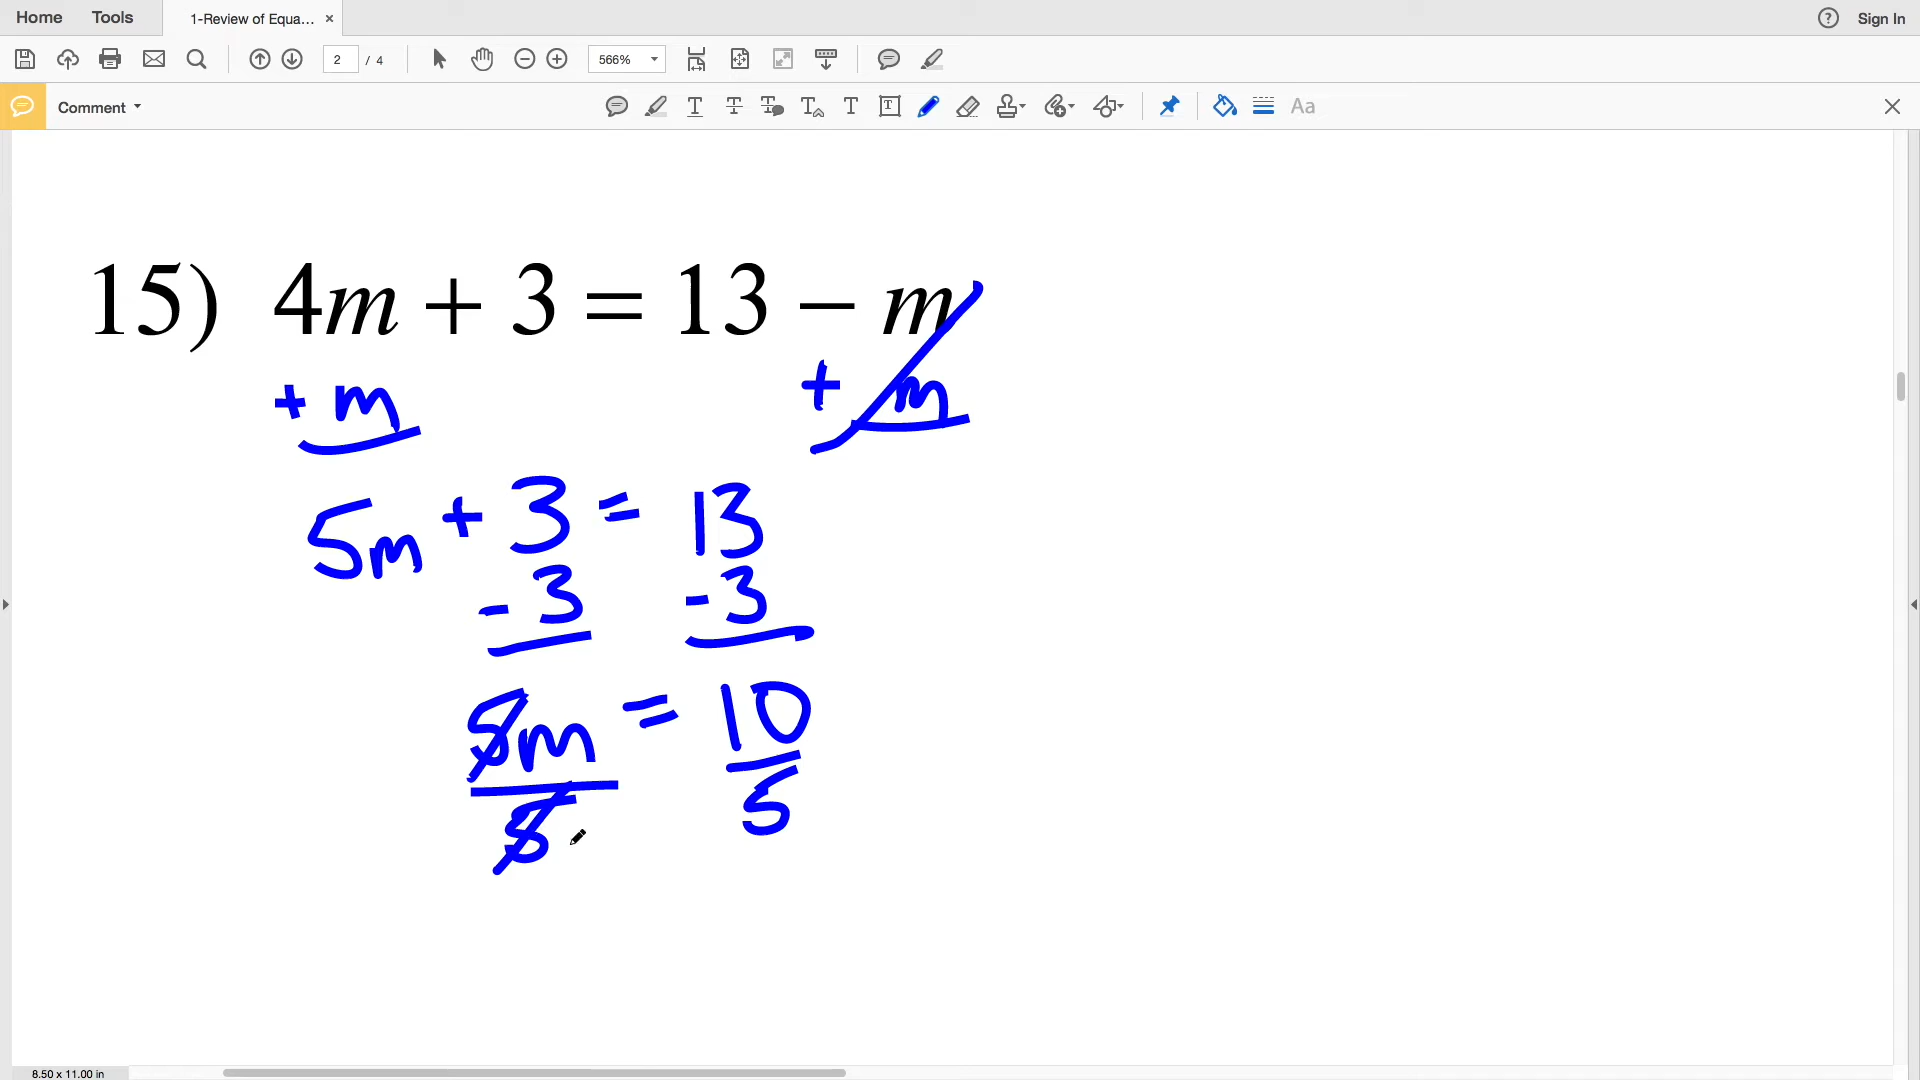 Home Tools 1-Review of Equa... × ? Sign In
2 / 4 566%
Comment T T T T T T Aa
15) 4m + 3 = 13 − m
+ m + m
5m + 3 = 13
- 3 - 3
5m = 10
5 5
8.50 x 11.00 in